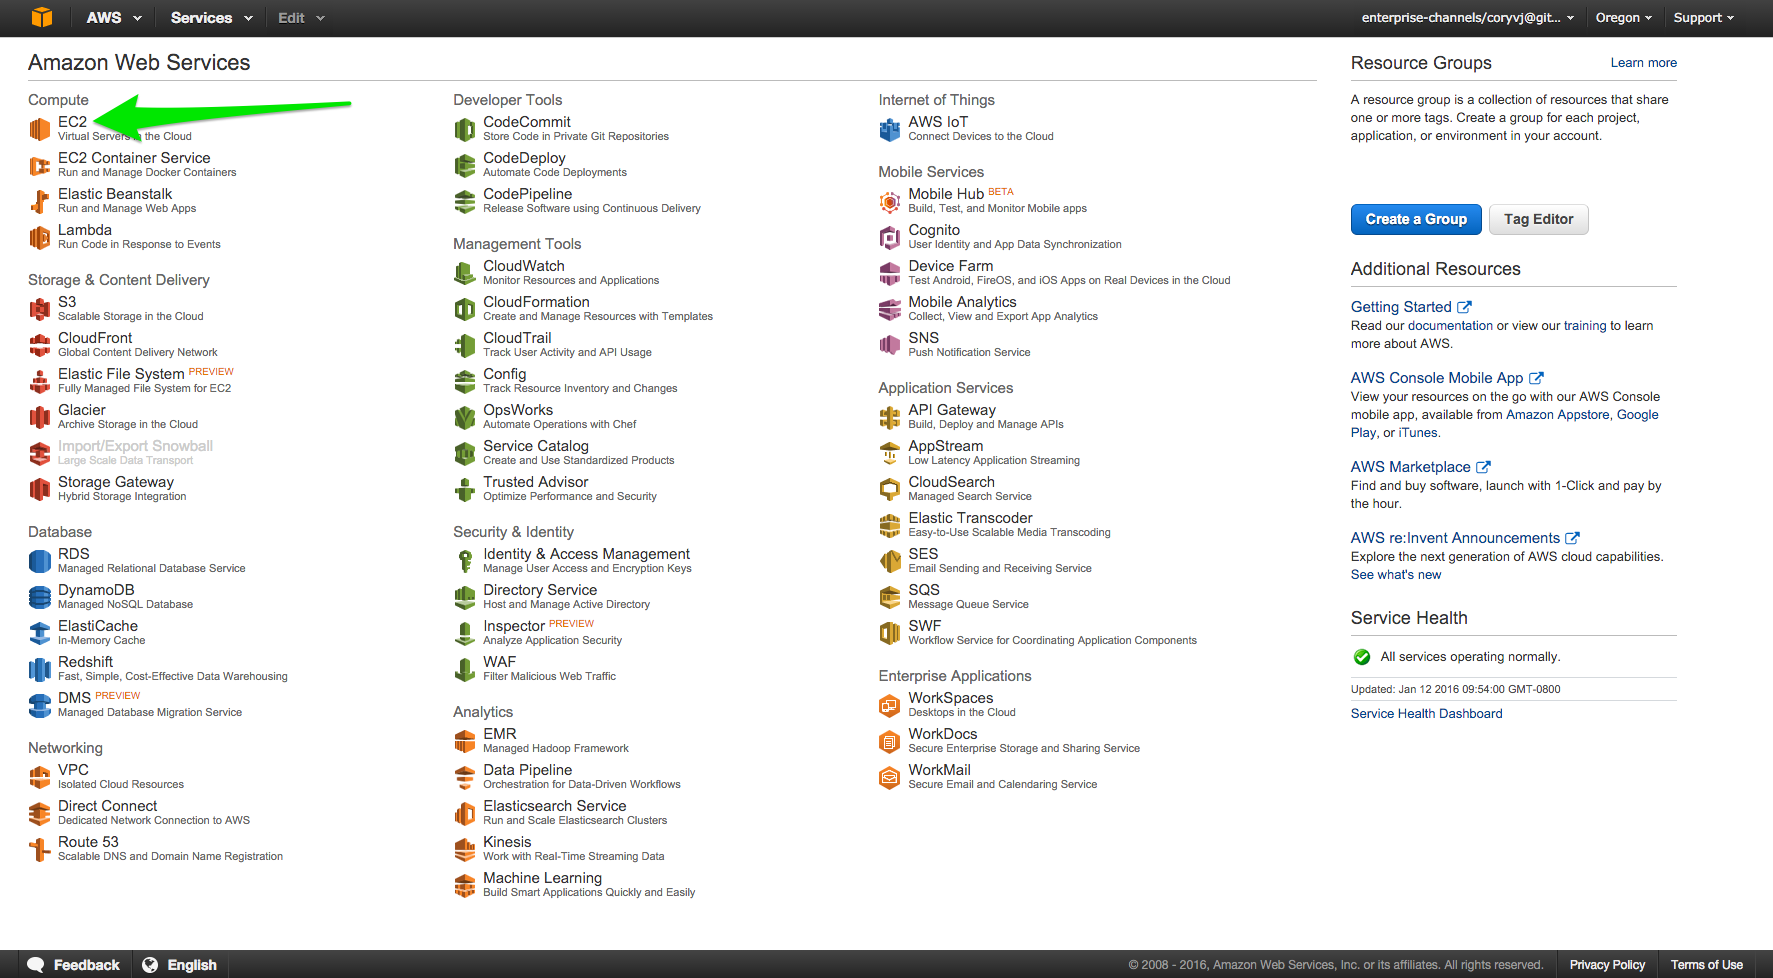 AWS
Services
Edit
enterprise-channels/coryvj@git...
Oregon
Support
Amazon Web Services
Compute
EC2
Virtual Servers in the Cloud
EC2 Container Service
Run and Manage Docker Containers
Elastic Beanstalk
Run and Manage Web Apps
Lambda
Run Code in Response to Events
Storage & Content Delivery
S3
Scalable Storage in the Cloud
CloudFront
Global Content Delivery Network
Elastic File System PREVIEW
Fully Managed File System for EC2
Glacier
Archive Storage in the Cloud
Import/Export Snowball
Large Scale Data Transport
Storage Gateway
Hybrid Storage Integration
Database
RDS
Managed Relational Database Service
DynamoDB
Managed NoSQL Database
ElastiCache
In-Memory Cache
Redshift
Fast, Simple, Cost-Effective Data Warehousing
DMS PREVIEW
Managed Database Migration Service
Networking
VPC
Isolated Cloud Resources
Direct Connect
Dedicated Network Connection to AWS
Route 53
Scalable DNS and Domain Name Registration
Developer Tools
CodeCommit
Store Code in Private Git Repositories
CodeDeploy
Automate Code Deployments
CodePipeline
Release Software using Continuous Delivery
Management Tools
CloudWatch
Monitor Resources and Applications
CloudFormation
Create and Manage Resources with Templates
CloudTrail
Track User Activity and API Usage
Config
Track Resource Inventory and Changes
OpsWorks
Automate Operations with Chef
Service Catalog
Create and Use Standardized Products
Trusted Advisor
Optimize Performance and Security
Security & Identity
Identity & Access Management
Manage User Access and Encryption Keys
Directory Service
Host and Manage Active Directory
Inspector PREVIEW
Analyze Application Security
WAF
Filter Malicious Web Traffic
Analytics
EMR
Managed Hadoop Framework
Data Pipeline
Orchestration for Data-Driven Workflows
Elasticsearch Service
Run and Scale Elasticsearch Clusters
Kinesis
Work with Real-Time Streaming Data
Machine Learning
Build Smart Applications Quickly and Easily
Internet of Things
AWS IoT
Connect Devices to the Cloud
Mobile Services
Mobile Hub BETA
Build, Test, and Monitor Mobile apps
Cognito
User Identity and App Data Synchronization
Device Farm
Test Android, FireOS, and iOS Apps on Real Devices in the Cloud
Mobile Analytics
Collect, View and Export App Analytics
SNS
Push Notification Service
Application Services
API Gateway
Build, Deploy and Manage APIs
AppStream
Low Latency Application Streaming
CloudSearch
Managed Search Service
Elastic Transcoder
Easy-to-Use Scalable Media Transcoding
SES
Email Sending and Receiving Service
SQS
Message Queue Service
SWF
Workflow Service for Coordinating Application Components
Enterprise Applications
WorkSpaces
Desktops in the Cloud
WorkDocs
Secure Enterprise Storage and Sharing Service
WorkMail
Secure Email and Calendaring Service
Resource Groups
Learn more
A resource group is a collection of resources that share
one or more tags. Create a group for each project,
application, or environment in your account.
Create a Group
Tag Editor
Additional Resources
Getting Started
Read our documentation or view our training to learn
more about AWS.
AWS Console Mobile App
View your resources on the go with our AWS Console
mobile app, available from Amazon Appstore, Google
Play, or iTunes.
AWS Marketplace
Find and buy software, launch with 1-Click and pay by
the hour.
AWS re:Invent Announcements
Explore the next generation of AWS cloud capabilities.
See what's new
Service Health
All services operating normally.
Updated: Jan 12 2016 09:54:00 GMT-0800
Service Health Dashboard
Feedback
English
© 2008 - 2016, Amazon Web Services, Inc. or its affiliates. All rights reserved.
Privacy Policy
Terms of Use